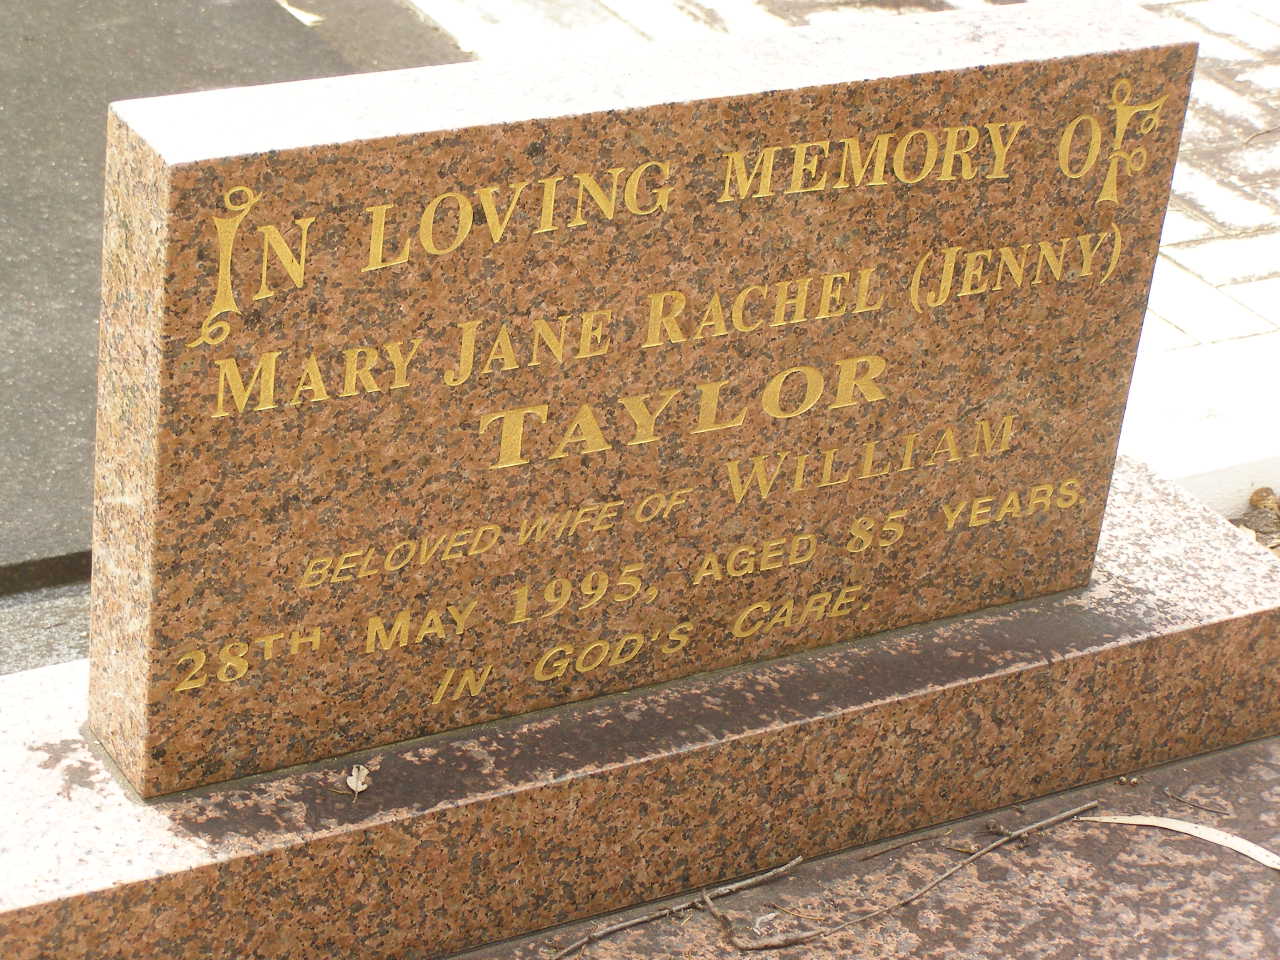 IN LOVING MEMORY OF
MARY JANE RACHEL (JENNY)
TAYLOR
BELOVED WIFE OF WILLIAM
28TH MAY 1995, AGED 85 YEARS.
IN GOD'S CARE.